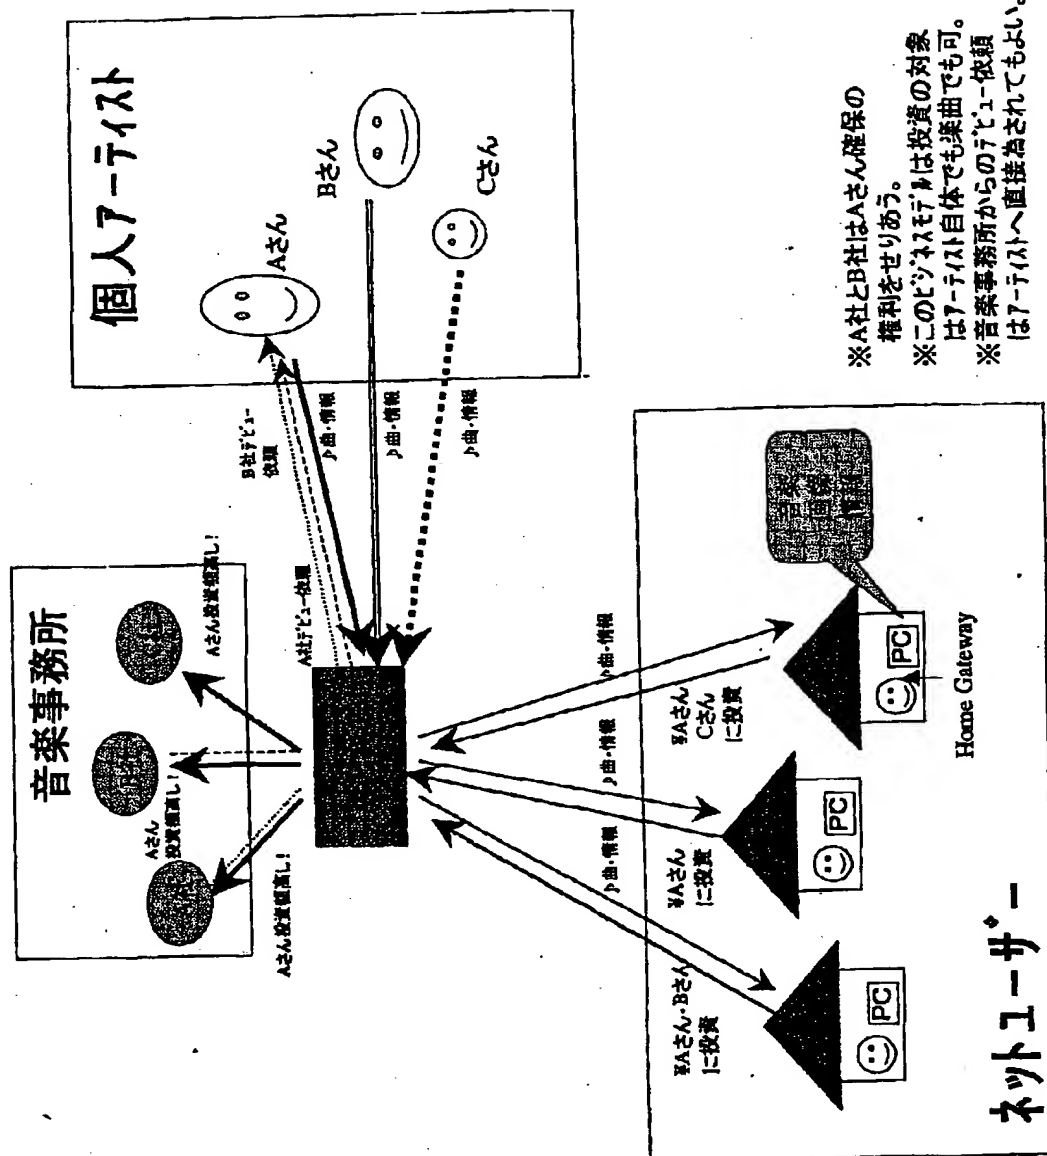 音楽事務所
Aさん投資値高し!
Aさん
投資値高し!
Aさん投資値高し!
個人アーティスト
Aさん
Bさん
Cさん
B社デビュー
依頼
A社デビュー依頼
♪曲・情報
♪曲・情報
♪曲・情報
♪曲・情報
♪曲・情報
♪曲・情報
¥Aさん・Bさん
に投資
¥Aさん
に投資
¥Aさん
Cさん
に投資
音楽
画像
情報
PC
PC
PC
Home Gateway
ネットユーザー
※A社とB社はAさん確保の
権利をせりあう。
※このビジネスモデルは投資の対象
はアーティスト自体でも楽曲でも可。
※音楽事務所からのデビュー依頼
はアーティストへ直接為されてもよい。